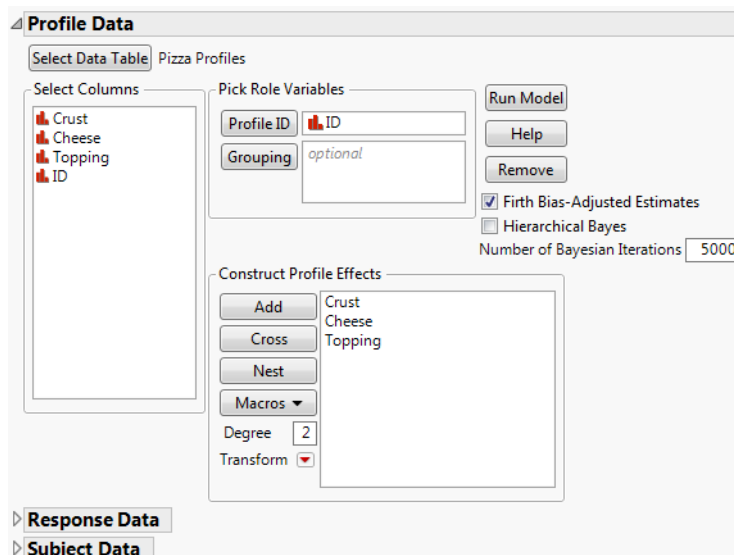 Profile Data
Select Data Table Pizza Profiles
Select Columns
Crust
Cheese
Topping
ID
Pick Role Variables
Profile ID ID
Grouping optional
Run Model
Help
Remove
Firth Bias-Adjusted Estimates
Hierarchical Bayes
Number of Bayesian Iterations 5000
Construct Profile Effects
Add
Cross
Nest
Macros
Degree 2
Transform
Crust
Cheese
Topping
Response Data
Subject Data